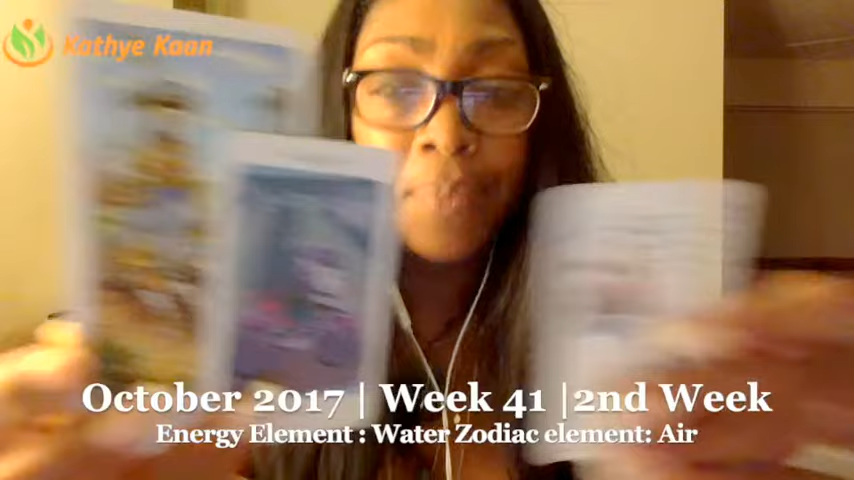 Kathye Kaan
October 2017 | Week 41 |2nd Week
Energy Element : Water Zodiac element: Air